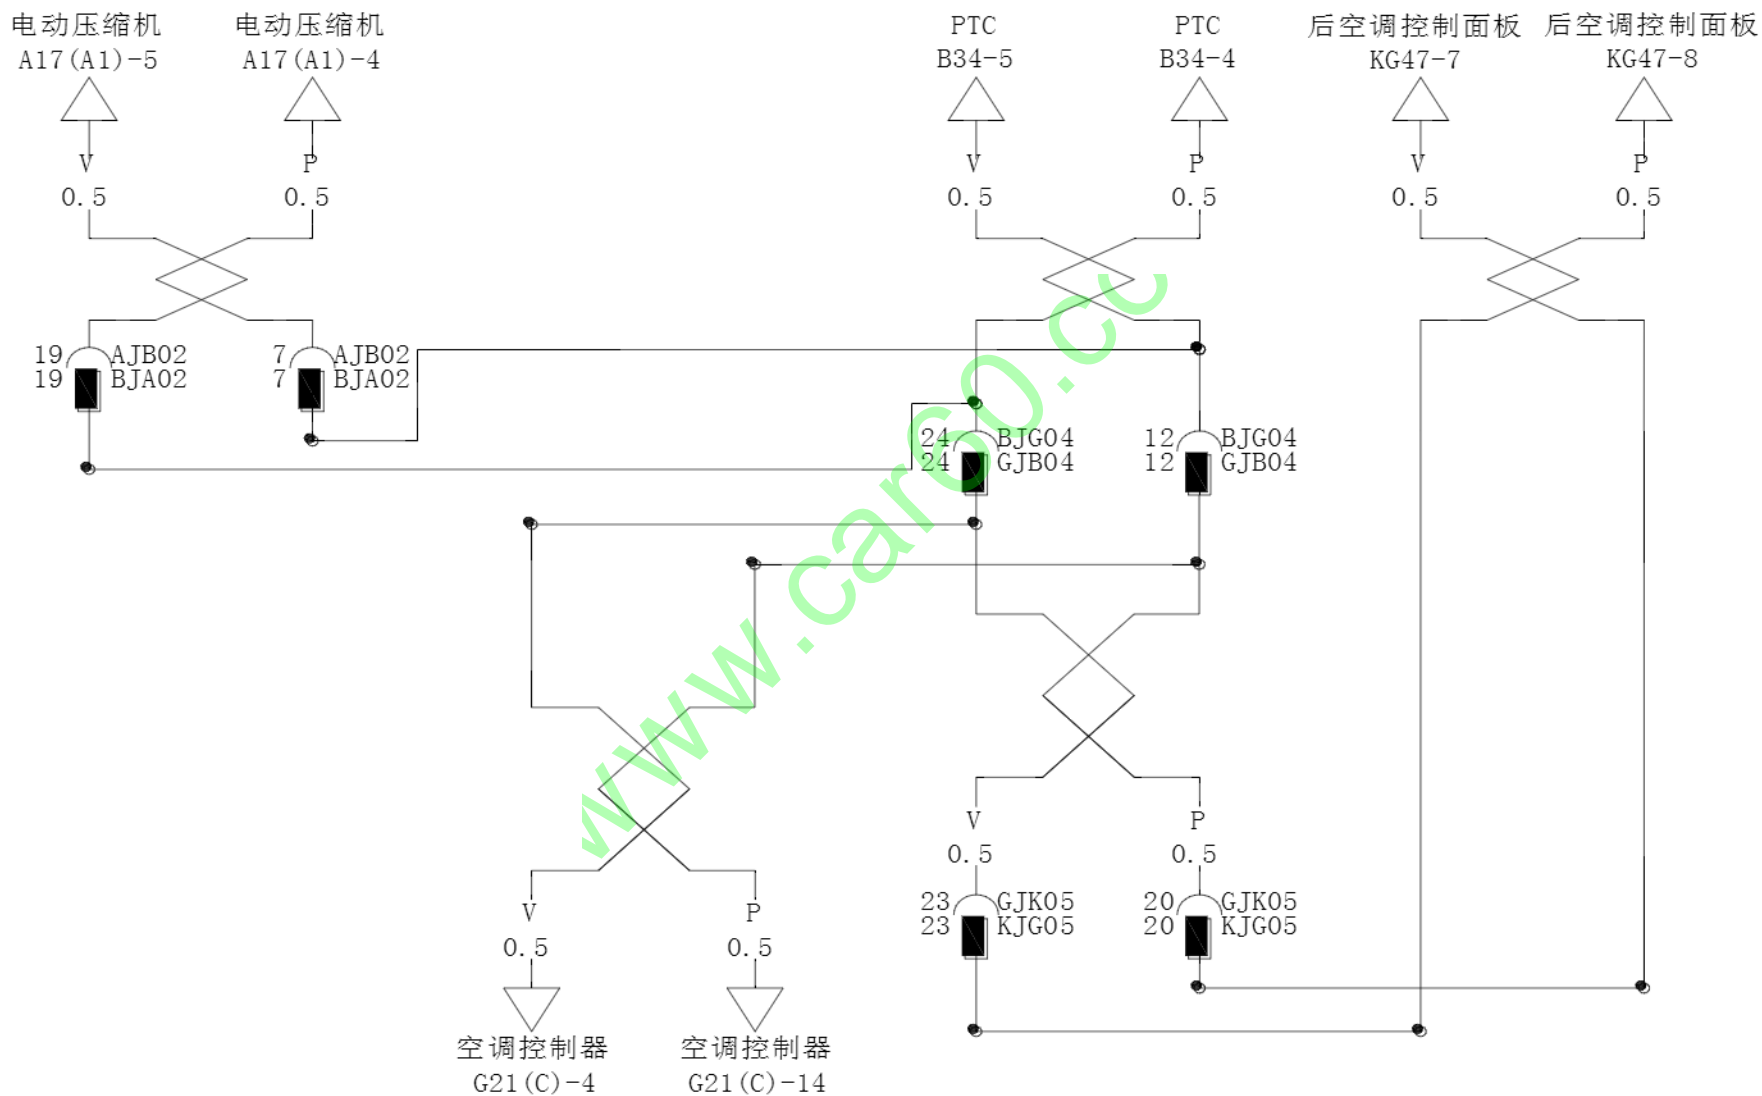 电动压缩机
A17(A1)-5
电动压缩机
A17(A1)-4
PTC
B34-5
PTC
B34-4
后空调控制面板
KG47-7
后空调控制面板
KG47-8
V
P
V
P
V
P
0.5
0.5
0.5
0.5
0.5
0.5
19 AJB02
19 BJA02
7 AJB02
7 BJA02
24 BJG04
24 GJB04
12 BJG04
12 GJB04
www.car60.cc
V
P
0.5
0.5
23 GJK05
23 KJG05
20 GJK05
20 KJG05
V
P
0.5
0.5
空调控制器
G21(C)-4
空调控制器
G21(C)-14